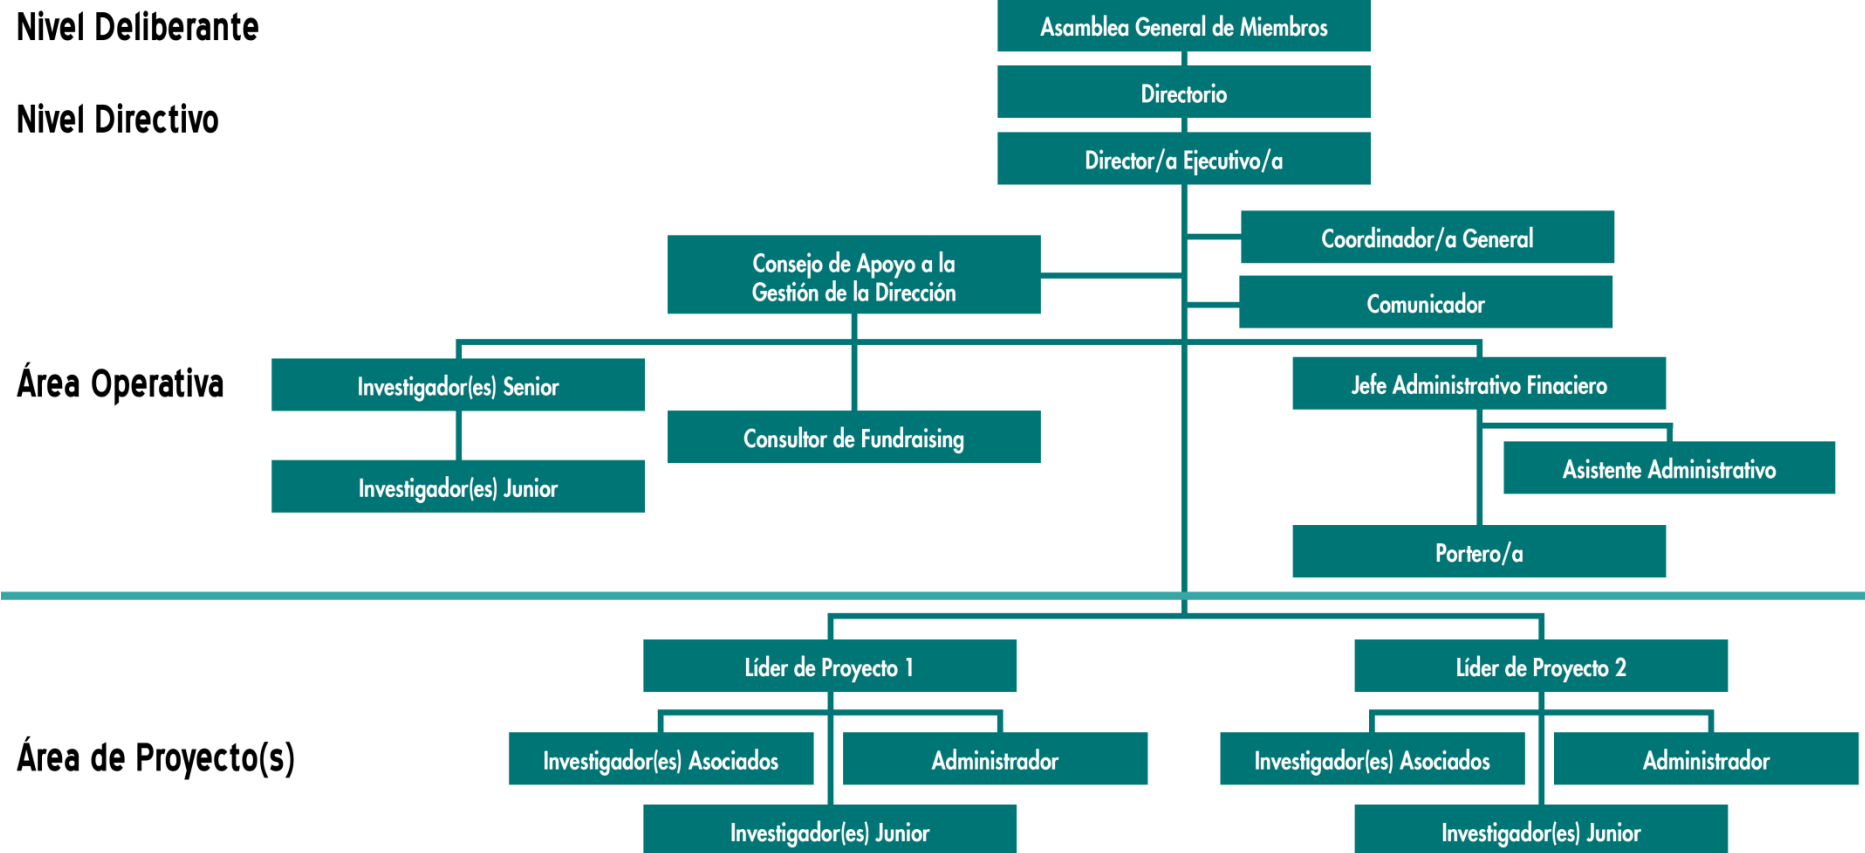 Nivel Deliberante
Asamblea General de Miembros
Directorio
Nivel Directivo
Director/a Ejecutivo/a
Coordinador/a General
Consejo de Apoyo a la
Gestión de la Dirección
Comunicador
Área Operativa
Investigador(es) Senior
Jefe Administrativo Finaciero
Consultor de Fundraising
Asistente Administrativo
Investigador(es) Junior
Portero/a
Líder de Proyecto 1
Líder de Proyecto 2
Área de Proyecto(s)
Investigador(es) Asociados
Administrador
Investigador(es) Asociados
Administrador
Investigador(es) Junior
Investigador(es) Junior